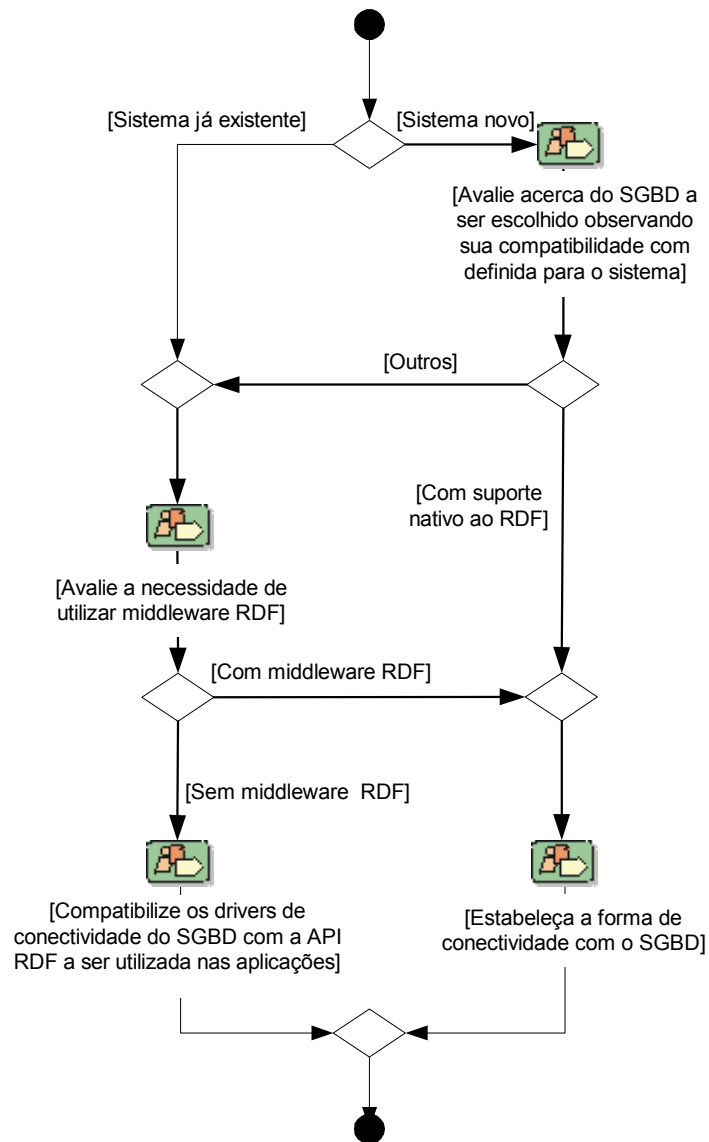 [Sistema já existente]
[Sistema novo]
[Avalie acerca do SGBD a
ser escolhido observando
sua compatibilidade com
definida para o sistema]
[Outros]
[Com suporte
nativo ao RDF]
[Avalie a necessidade de
utilizar middleware RDF]
[Com middleware RDF]
[Sem middleware RDF]
[Compatibilize os drivers de
conectividade do SGBD com a API
RDF a ser utilizada nas aplicações]
[Estabeleça a forma de
conectividade com o SGBD]